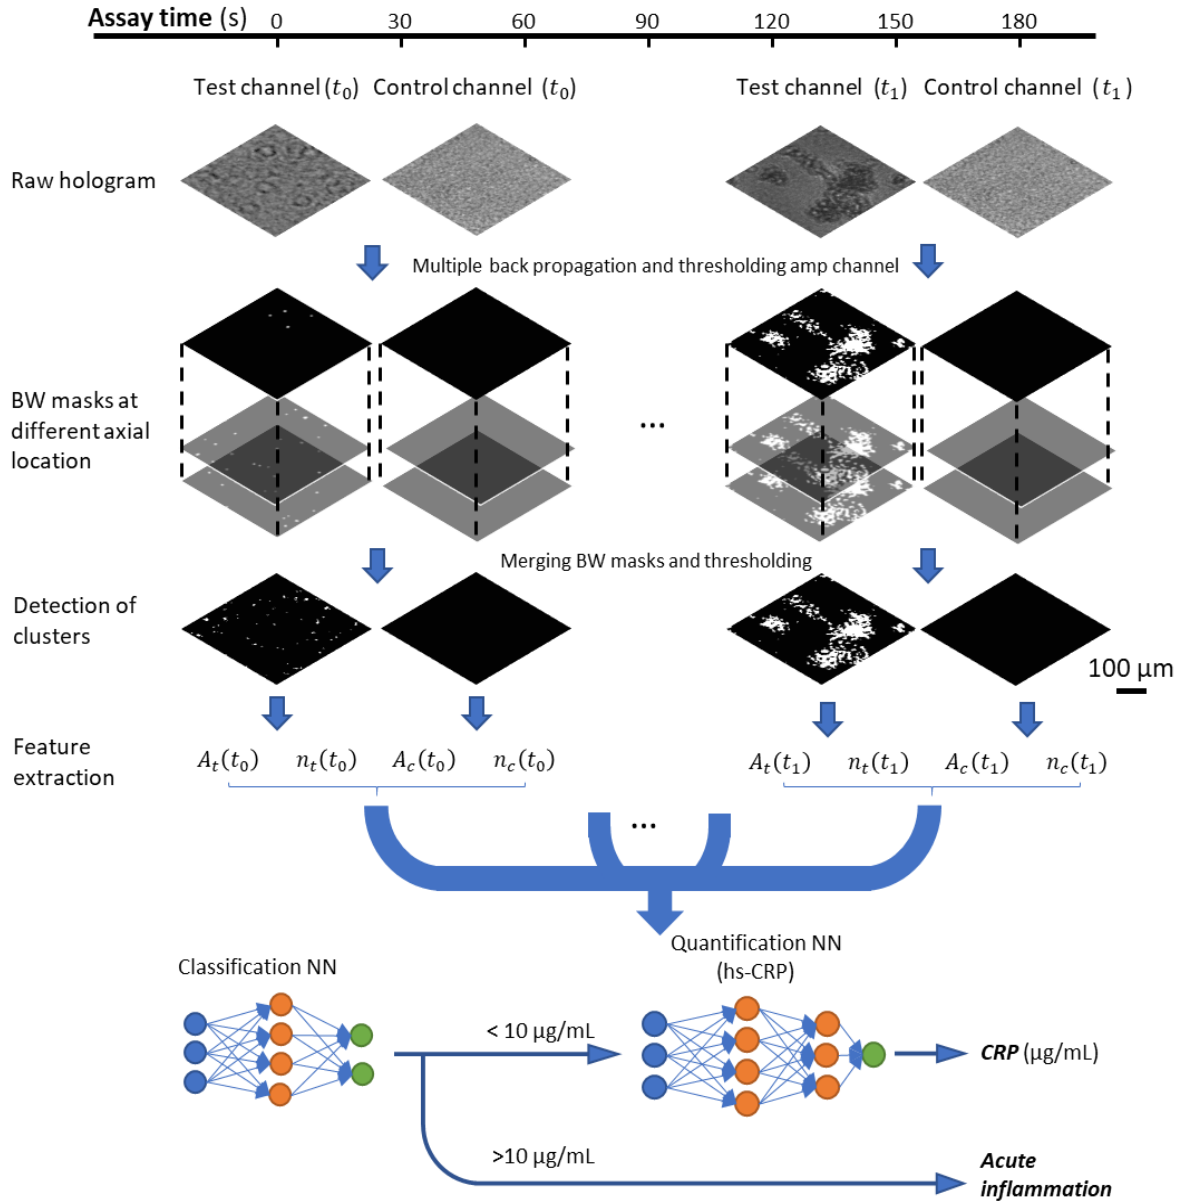 Assay time (s) 0 30 60 90 120 150 180
Test channel (t₀) Control channel (t₀) Test channel (t₁) Control channel (t₁)
Raw hologram
Multiple back propagation and thresholding amp channel
BW masks at
different axial
location
...
Merging BW masks and thresholding
Detection of
clusters
100 µm
Feature
extraction
Aₜ(t₀) nₜ(t₀) A_c(t₀) n_c(t₀) Aₜ(t₁) nₜ(t₁) A_c(t₁) n_c(t₁)
...
Quantification NN
(hs-CRP)
Classification NN
< 10 µg/mL
CRP (µg/mL)
>10 µg/mL
Acute
inflammation